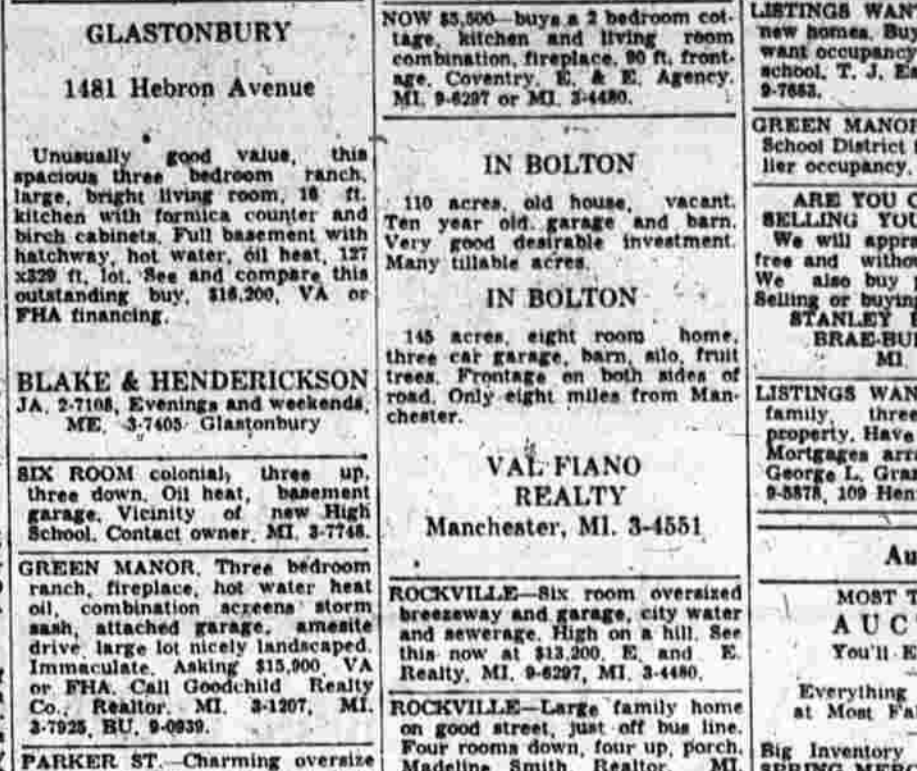 GLASTONBURY
1481 Hebron Avenue
Unusually good value, this
spacious three bedroom ranch,
large, bright living room, 16 ft.
kitchen with formica counter and
birch cabinets. Full basement with
hatchway, hot water, oil heat, 127
x329 ft. lot. See and compare this
outstanding buy, $16,200, VA or
FHA financing.
BLAKE & HENDERICKSON
JA. 2-7108, Evenings and weekends,
ME. 3-7405 Glastonbury
SIX ROOM colonial, three up,
three down. Oil heat, basement
garage. Vicinity of new High
School. Contact owner, MI. 3-7748.
GREEN MANOR. Three bedroom
ranch, fireplace, hot water heat
oil, combination screens storm
sash, attached garage, amesite
drive, large lot nicely landscaped.
Immaculate. Asking $15,900, VA
or FHA. Call Goodchild Realty
Co., Realtor. MI. 3-1207, MI.
3-7925, BU. 9-0939.
PARKER ST.—Charming oversize
NOW $5,500—buys a 2 bedroom cot-
tage, kitchen and living room
combination, fireplace, 90 ft. front-
age, Coventry, E. & E. Agency.
MI. 9-6297 or MI. 3-4480.
IN BOLTON
110 acres, old house, vacant.
Ten year old garage and barn.
Very good desirable investment.
Many tillable acres.
IN BOLTON
145 acres, eight room home,
three car garage, barn, silo, fruit
trees. Frontage on both sides of
road. Only eight miles from Man-
chester.
VAL FIANO
REALTY
Manchester, MI. 3-4551
ROCKVILLE—Six room oversized
breezeway and garage, city water
and sewerage. High on a hill. See
this now at $13,200. E. and E.
Realty, MI. 9-6297, MI. 3-4480.
ROCKVILLE—Large family home
on good street, just off bus line.
Four rooms down, four up, porch.
Madeline Smith, Realtor. MI.
LISTINGS WAN
new homes. Buy
want occupancy
school. T. J.
9-7653.
GREEN MANOR
School District
lier occupancy.
ARE YOU
SELLING YOU
We will appra
free and withou
We also buy
Selling or buying
STANLEY
BRAE-BU
MI
LISTINGS WAN
family, three
property. Have
Mortgages arra
George L. Gra
9-5878, 109 Hen
Au
MOST T
AUC
You'll E
Everything
at Most Fa
Big Inventory
SPRING MERC